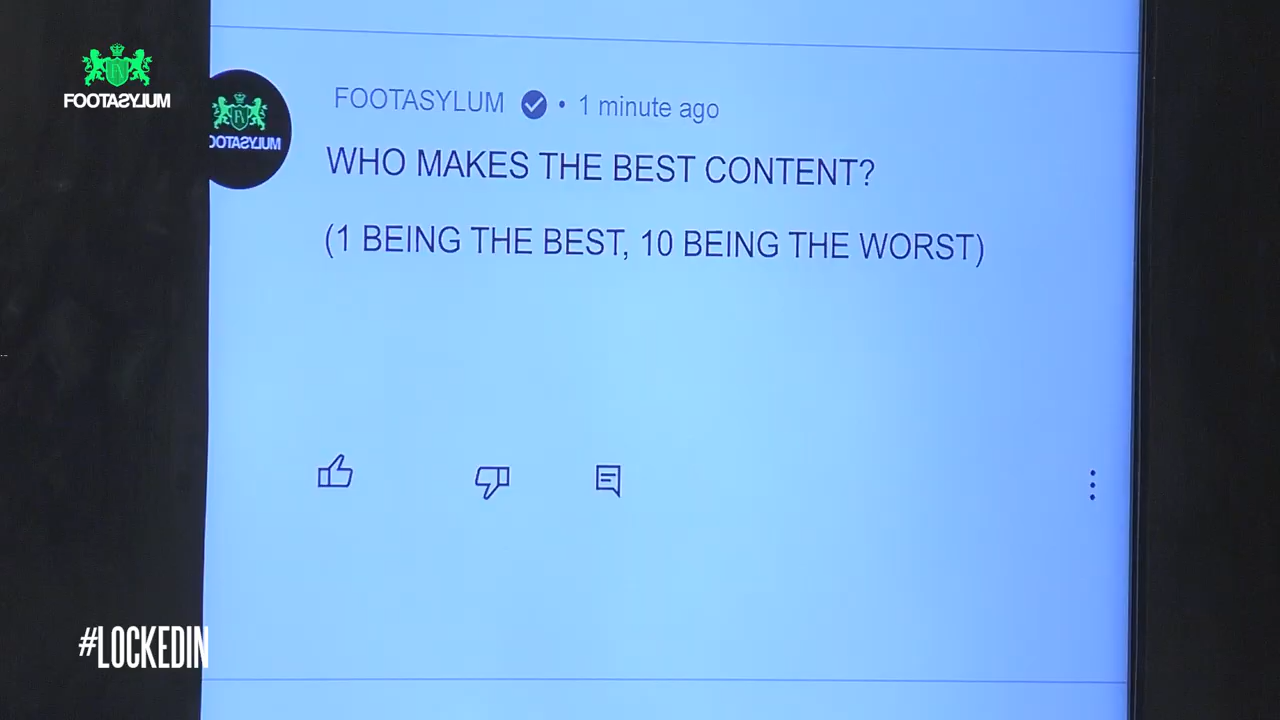 FOOTASYLUM
FOOTASYLUM
FOOTASYLUM • 1 minute ago
WHO MAKES THE BEST CONTENT?
(1 BEING THE BEST, 10 BEING THE WORST)
#LOCKEDIN